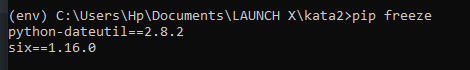 (env) C:\Users\Hp\Documents\LAUNCH X\kata2>pip freeze
python-dateutil==2.8.2
six==1.16.0